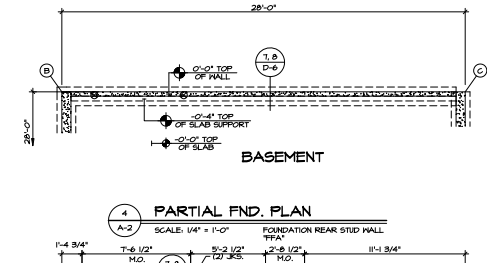 28'-0"
B
0'-0" TOP
OF WALL
7, 8
D-6
C
28'-0"
-0'-4" TOP
OF SLAB SUPPORT
-0'-0" TOP
OF SLAB
BASEMENT
4
A-2
PARTIAL FND. PLAN
SCALE: 1/4" = 1'-0"
FOUNDATION REAR STUD WALL
"FFA"
1'-4 3/4"
7'-6 1/2"
5'-2 1/2"
2'-8 1/2"
11'-1 3/4"
M.O.
7, 8
(2) JKS.
M.O.